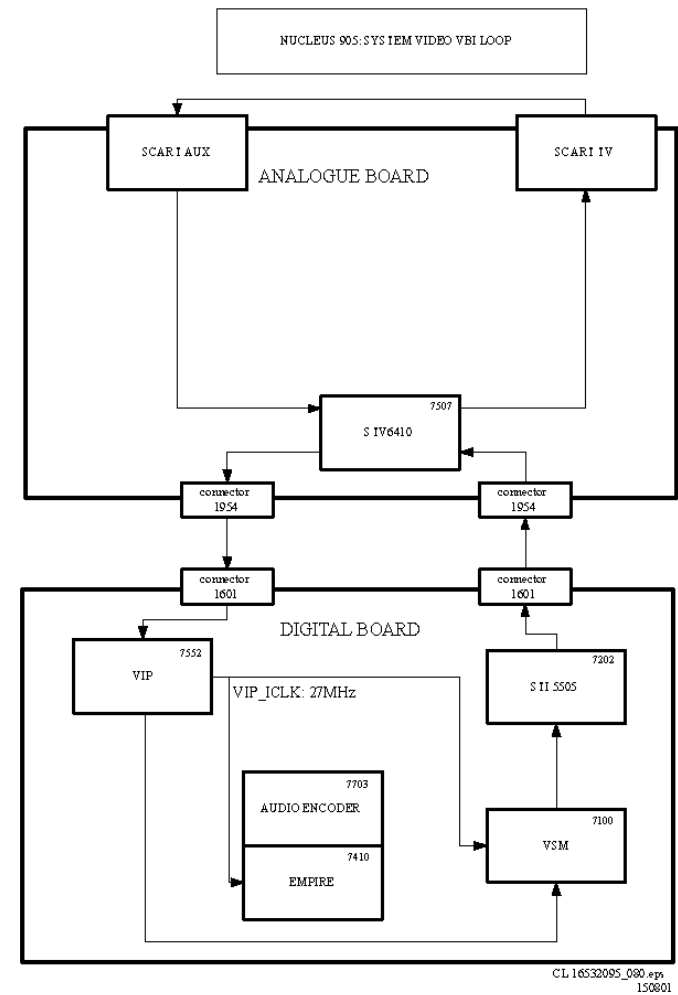 NUCLEUS 905: SYSTEM VIDEO VBI LOOP
SCART AUX
SCART TV
ANALOGUE BOARD
7507
STV6410
connector
1954
connector
1954
connector
1601
connector
1601
DIGITAL BOARD
7552
VIP
7202
STI 5505
VIP_ICLK: 27MHz
7703
AUDIO ENCODER
7100
VSM
7410
EMPIRE
CL 16532095_080.eps
150801